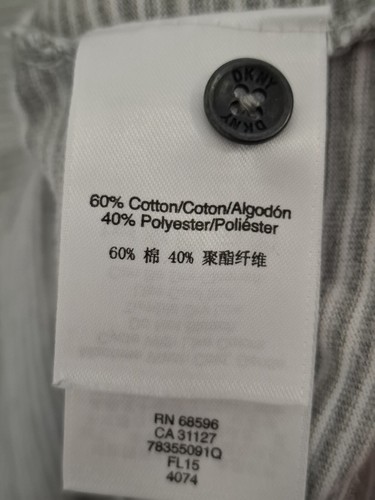 DKNY
DKNY
60% Cotton/Coton/Algodón
40% Polyester/Poliéster
60% 棉 40% 聚酯纤维
RN 68596
CA 31127
78355091Q
FL15
4074